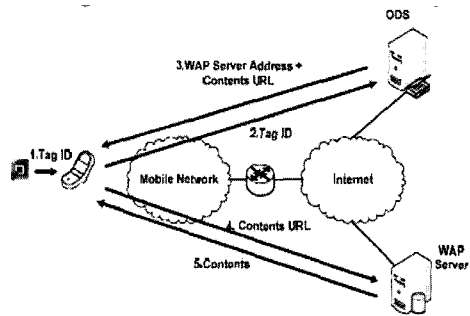 ODS
3.WAP Server Address +
Contents URL
2.Tag ID
1.Tag ID
Mobile Network
Internet
4. Contents URL
5.Contents
WAP
Server